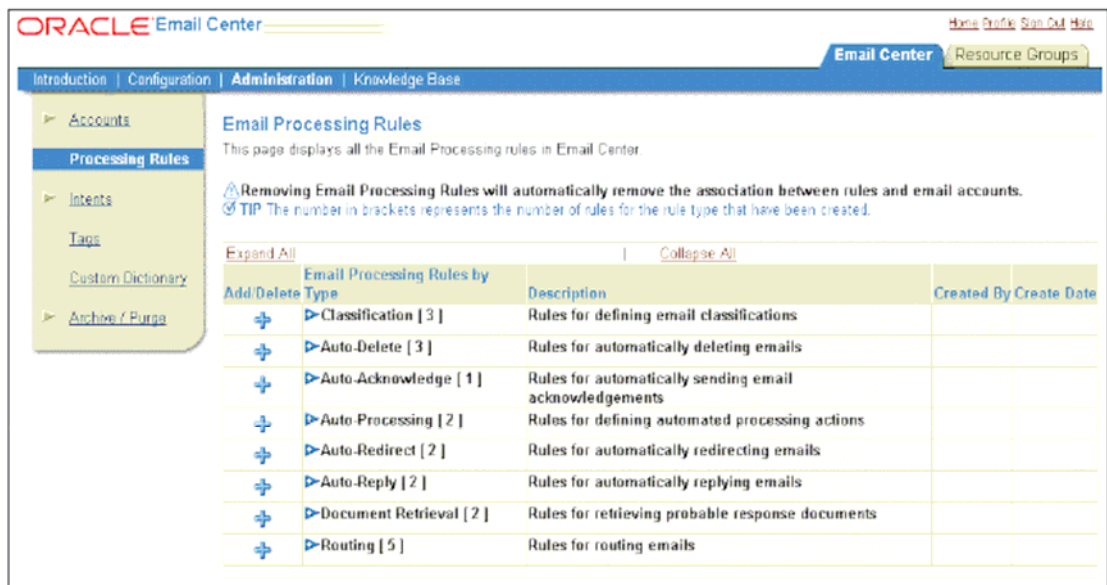 ORACLE Email Center
Home Profile Sign Out Help
Email Center Resource Groups
Introduction | Configuration | Administration | Knowledge Base
Accounts
Processing Rules
Intents
Tags
Custom Dictionary
Archive / Purge
Email Processing Rules
This page displays all the Email Processing rules in Email Center.
Removing Email Processing Rules will automatically remove the association between rules and email accounts.
TIP The number in brackets represents the number of rules for the rule type that have been created.
Expand All | Collapse All
Add/Delete Email Processing Rules by Type Description Created By Create Date
Classification [ 3 ] Rules for defining email classifications
Auto-Delete [ 3 ] Rules for automatically deleting emails
Auto-Acknowledge [ 1 ] Rules for automatically sending email
acknowledgements
Auto-Processing [ 2 ] Rules for defining automated processing actions
Auto-Redirect [ 2 ] Rules for automatically redirecting emails
Auto-Reply [ 2 ] Rules for automatically replying emails
Document Retrieval [ 2 ] Rules for retrieving probable response documents
Routing [ 5 ] Rules for routing emails